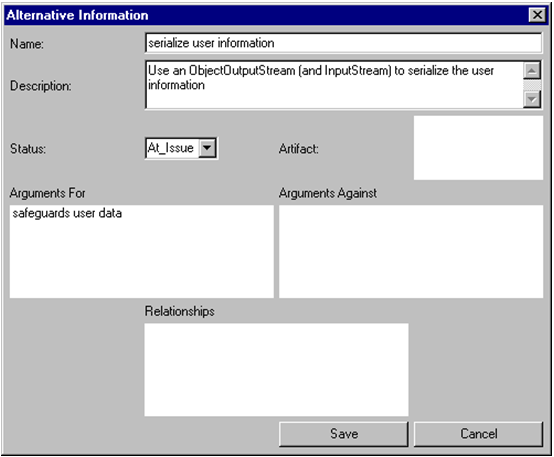 Alternative Information
Name:
serialize user information
Description:
Use an ObjectOutputStream (and InputStream) to serialize the user
information
Status:
At_Issue
Artifact:
Arguments For
Arguments Against
safeguards user data
Relationships
Save
Cancel